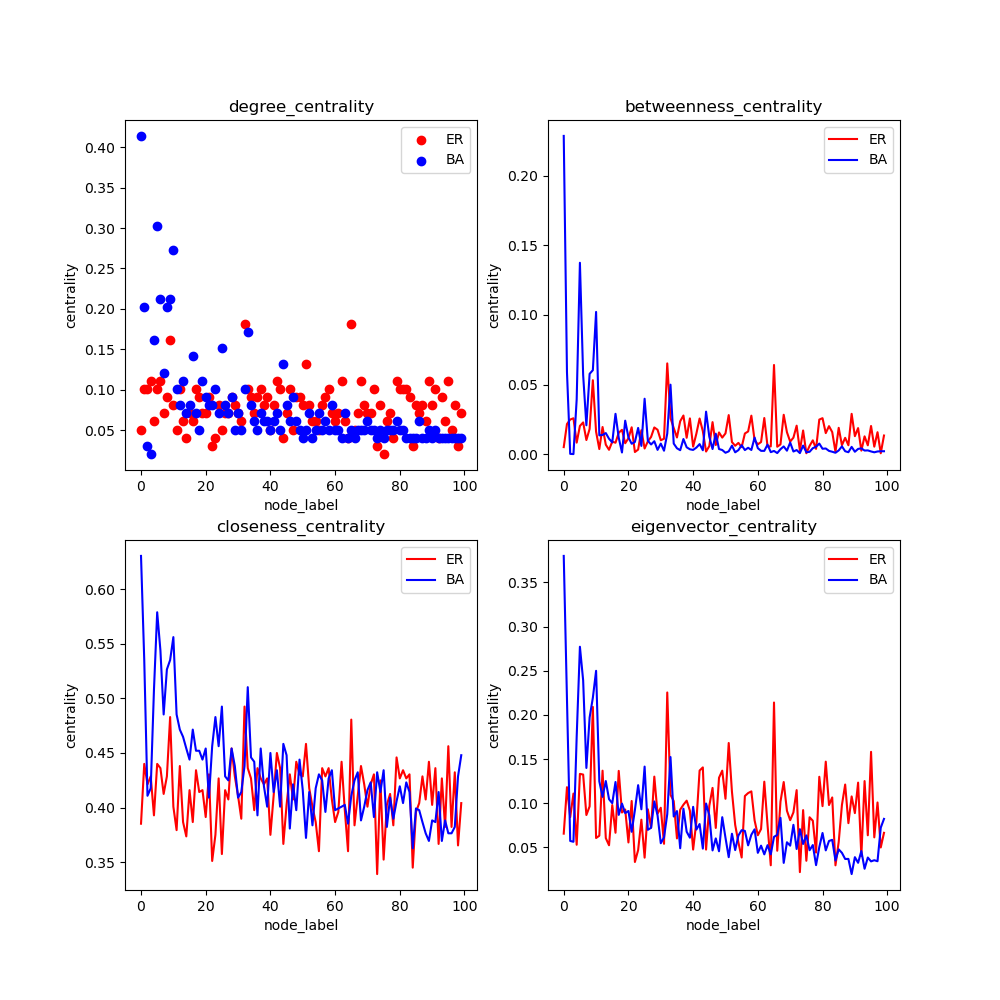 degree_centrality
ER
BA
0.40
0.35
0.30
0.25
0.20
0.15
0.10
0.05
centrality
0 20 40 60 80 100
node_label
betweenness_centrality
ER
BA
0.20
0.15
0.10
0.05
0.00
centrality
0 20 40 60 80 100
node_label
closeness_centrality
ER
BA
0.60
0.55
0.50
0.45
0.40
0.35
centrality
0 20 40 60 80 100
node_label
eigenvector_centrality
ER
BA
0.35
0.30
0.25
0.20
0.15
0.10
0.05
centrality
0 20 40 60 80 100
node_label